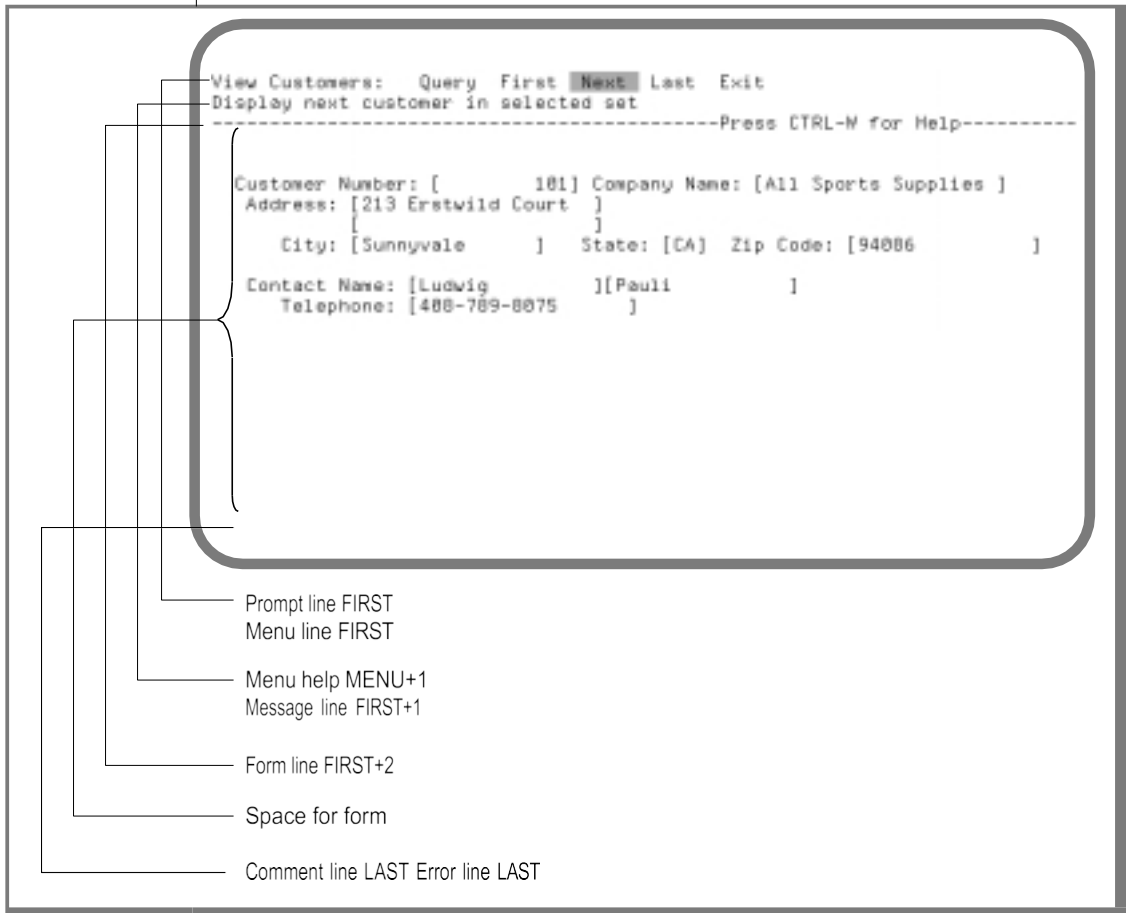 View Customers:   Query  First  Next  Last  Exit
Display next customer in selected set
--------------------------------------------Press CTRL-W for Help----------
Customer Number: [        101] Company Name: [All Sports Supplies ]
Address: [213 Erstwild Court  ]
[                    ]
City: [Sunnyvale      ]   State: [CA]  Zip Code: [94086          ]
Contact Name: [Ludwig         ][Pauli          ]
Telephone: [408-789-8075      ]
Prompt line FIRST
Menu line FIRST
Menu help MENU+1
Message line FIRST+1
Form line FIRST+2
Space for form
Comment line LAST Error line LAST